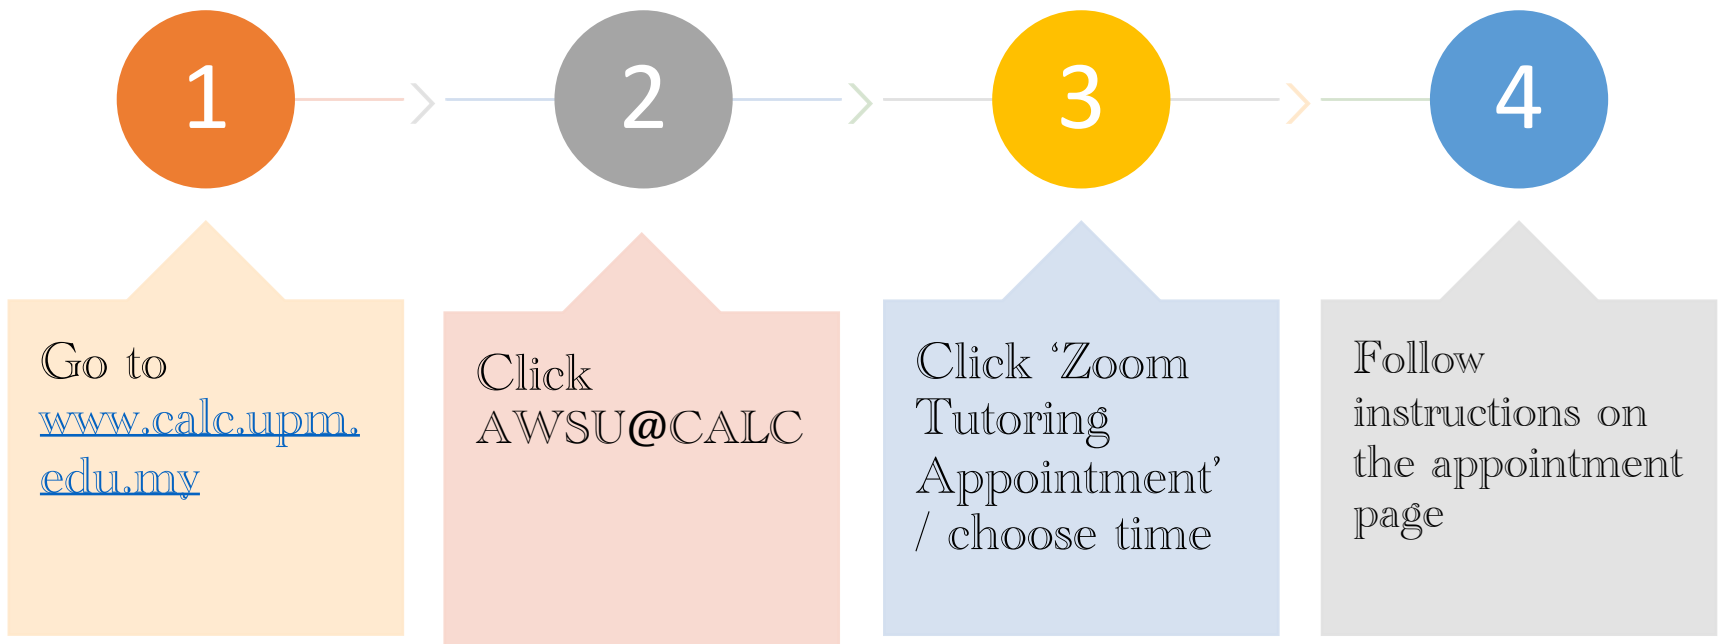 1
2
3
4
Go to
www.calc.upm.
edu.my
Click
AWSU@CALC
Click ‘Zoom
Tutoring
Appointment’
/ choose time
Follow
instructions on
the appointment
page